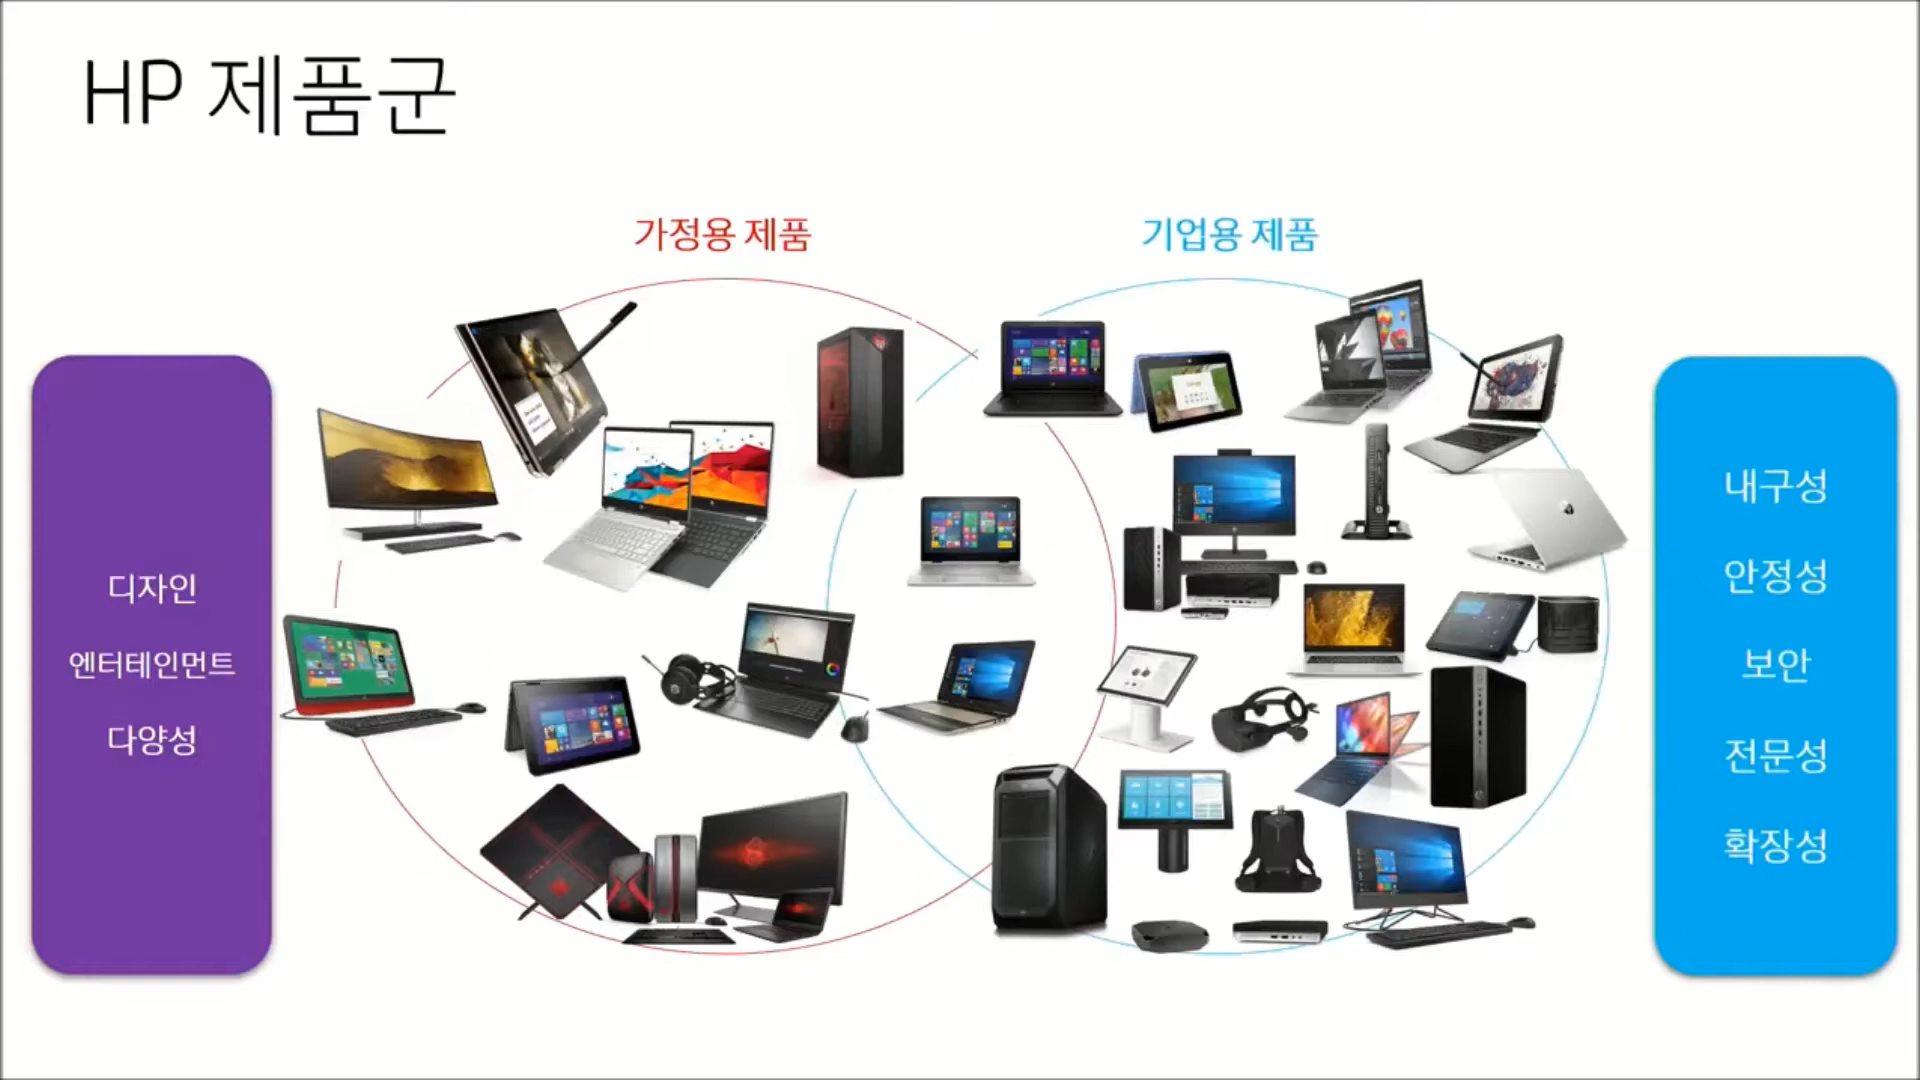 HP 제품군
가정용 제품
기업용 제품
디자인
엔터테인먼트
다양성
내구성
안정성
보안
전문성
확장성